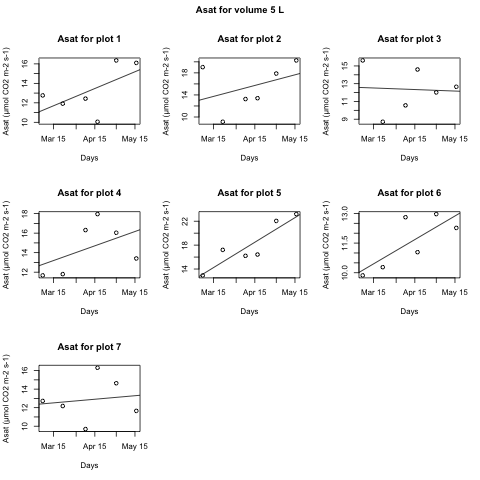 Asat for volume 5 L
Asat for plot 1
Asat (μmol CO2 m-2 s-1)
10 12 14 16
Mar 15 Apr 15 May 15
Days
Asat for plot 2
Asat (μmol CO2 m-2 s-1)
10 14 18
Mar 15 Apr 15 May 15
Days
Asat for plot 3
Asat (μmol CO2 m-2 s-1)
9 11 13 15
Mar 15 Apr 15 May 15
Days
Asat for plot 4
Asat (μmol CO2 m-2 s-1)
12 14 16 18
Mar 15 Apr 15 May 15
Days
Asat for plot 5
Asat (μmol CO2 m-2 s-1)
14 18 22
Mar 15 Apr 15 May 15
Days
Asat for plot 6
Asat (μmol CO2 m-2 s-1)
10.0 11.5 13.0
Mar 15 Apr 15 May 15
Days
Asat for plot 7
Asat (μmol CO2 m-2 s-1)
10 12 14 16
Mar 15 Apr 15 May 15
Days